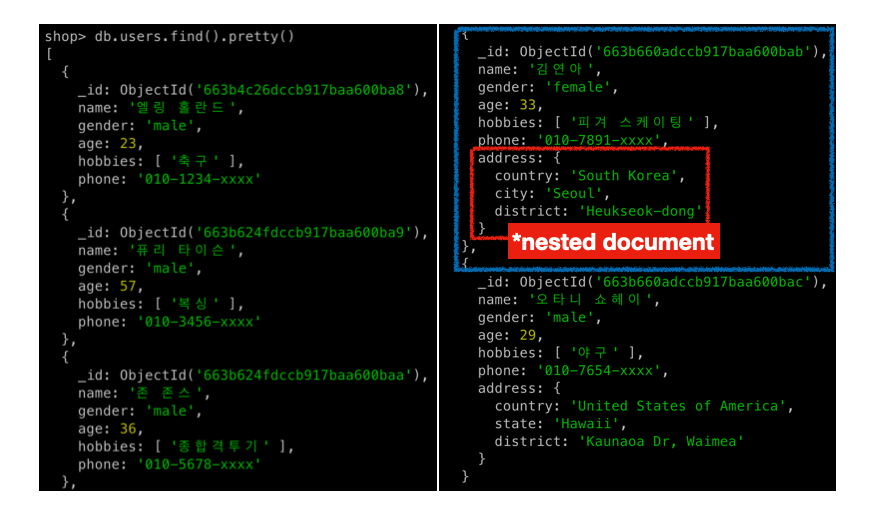 shop> db.users.find().pretty()
[
{
_id: ObjectId('663b4c26dccb917baa600ba8'),
name: '엘링 홀란드',
gender: 'male',
age: 23,
hobbies: [ '축구' ],
phone: '010-1234-xxxx'
},
{
_id: ObjectId('663b624fdccb917baa600ba9'),
name: '퓨리 타이슨',
gender: 'male',
age: 57,
hobbies: [ '복싱' ],
phone: '010-3456-xxxx'
},
{
_id: ObjectId('663b624fdccb917baa600baa'),
name: '존 존스',
gender: 'male',
age: 36,
hobbies: [ '종합격투기' ],
phone: '010-5678-xxxx'
},
{
_id: ObjectId('663b660adccb917baa600bab'),
name: '김연아',
gender: 'female',
age: 33,
hobbies: [ '피겨 스케이팅' ],
phone: '010-7891-xxxx',
address: {
country: 'South Korea',
city: 'Seoul',
district: 'Heukseok-dong'
}
*nested document
},
{
_id: ObjectId('663b660adccb917baa600bac'),
name: '오타니 쇼헤이',
gender: 'male',
age: 29,
hobbies: [ '야구' ],
phone: '010-7654-xxxx',
address: {
country: 'United States of America',
state: 'Hawaii',
district: 'Kaunaoa Dr, Waimea'
}
}